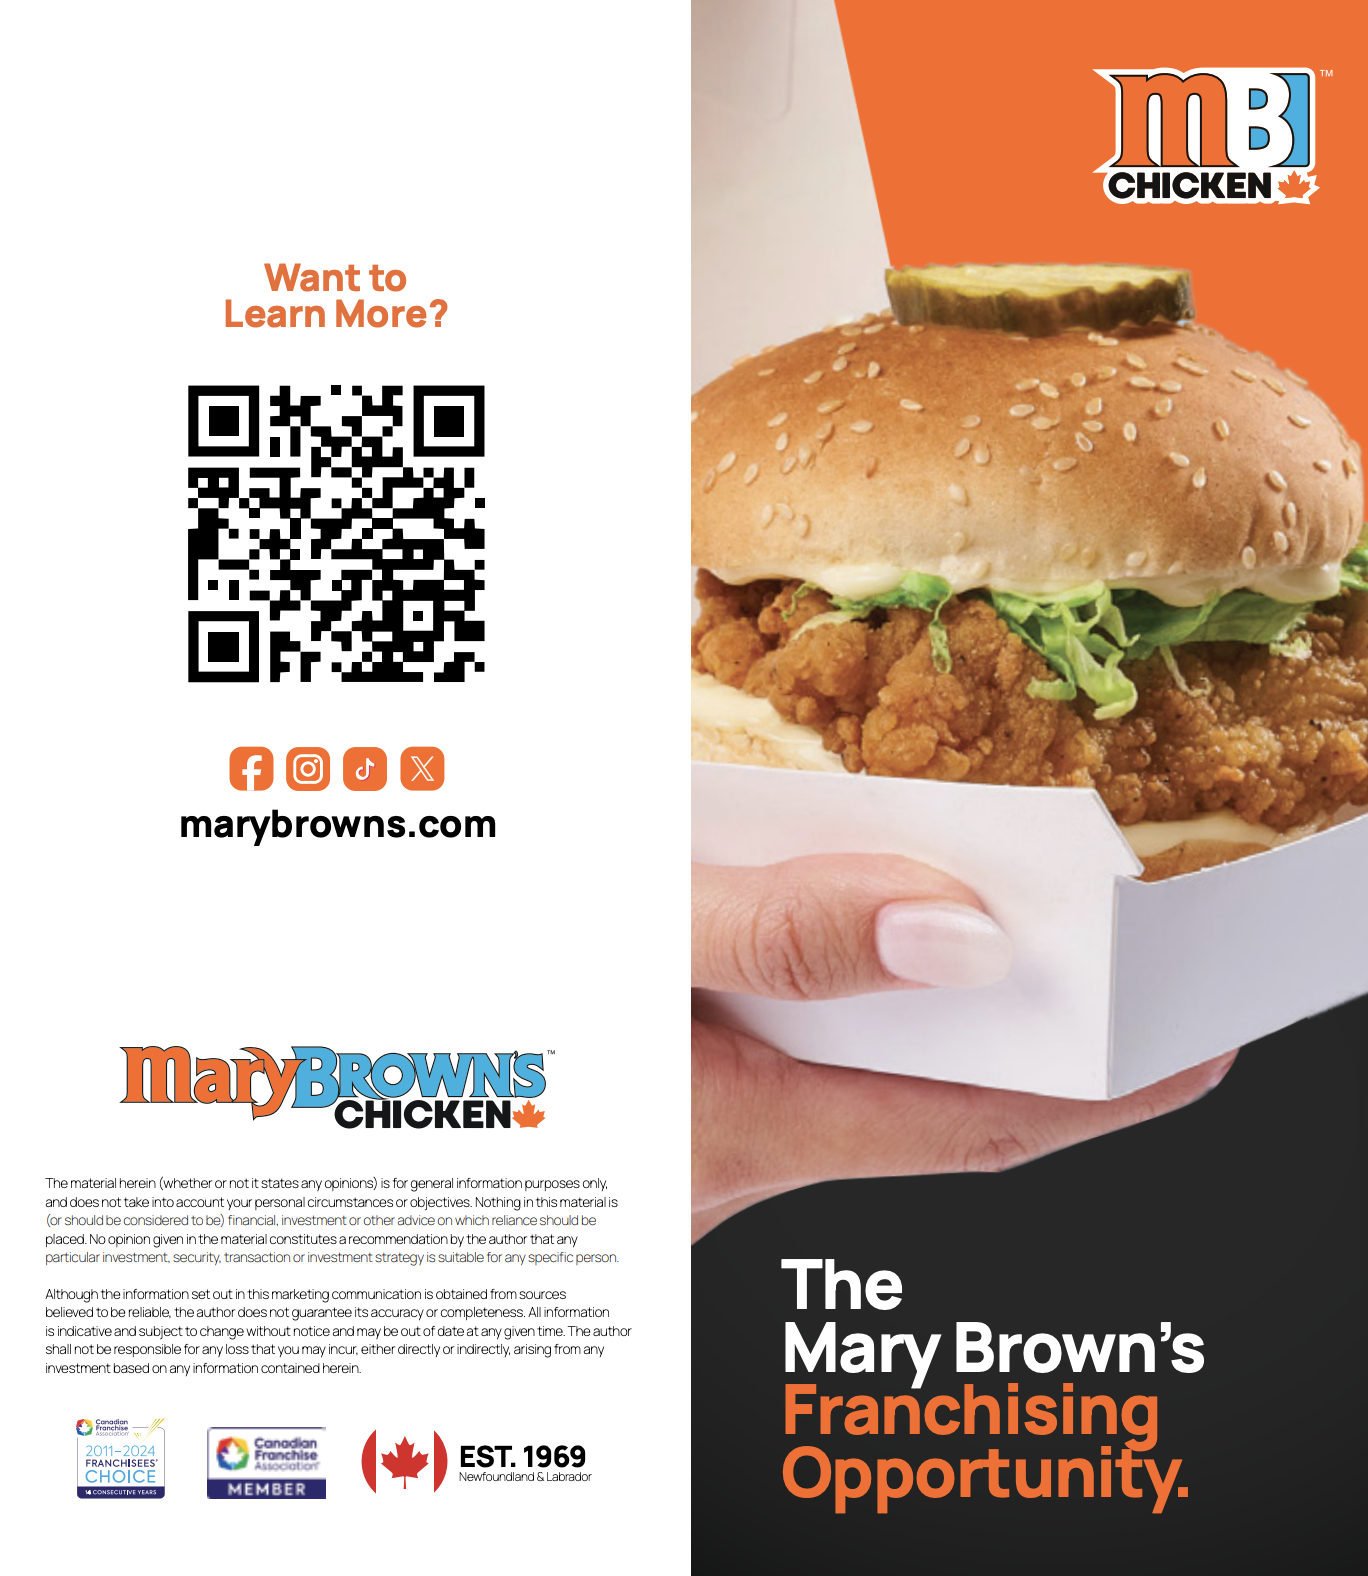 Want to
Learn More?
marybrowns.com
MaryBROWN'S™
CHICKEN
The material herein (whether or not it states any opinions) is for general information purposes only,
and does not take into account your personal circumstances or objectives. Nothing in this material is
(or should be considered to be) financial, investment or other advice on which reliance should be
placed. No opinion given in the material constitutes a recommendation by the author that any
particular investment, security, transaction or investment strategy is suitable for any specific person.
Although the information set out in this marketing communication is obtained from sources
believed to be reliable, the author does not guarantee its accuracy or completeness. All information
is indicative and subject to change without notice and may be out of date at any given time. The author
shall not be responsible for any loss that you may incur, either directly or indirectly, arising from any
investment based on any information contained herein.
Canadian
Franchise
Association
2011–2024
FRANCHISEES'
CHOICE
14 CONSECUTIVE YEARS
Canadian
Franchise
Association
MEMBER
EST. 1969
Newfoundland & Labrador
mB™
CHICKEN
The
Mary Brown's
Franchising
Opportunity.